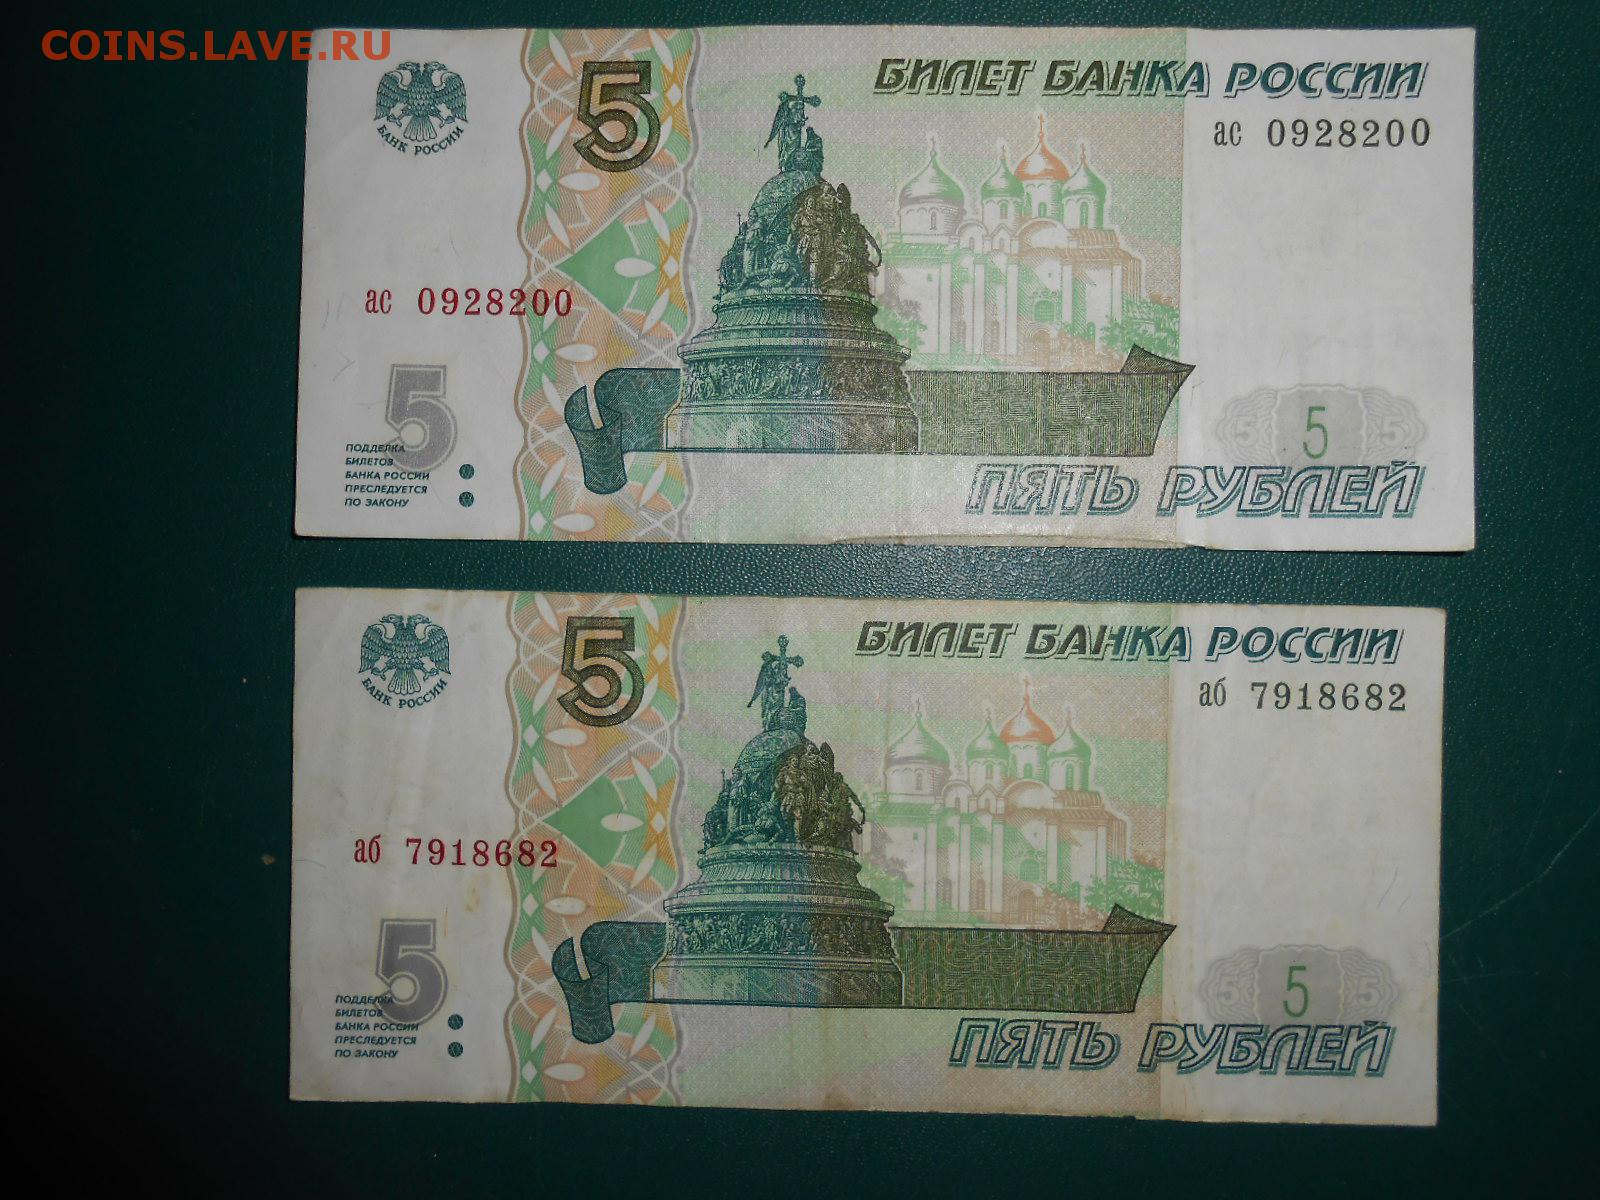 COINS.LAVE.RU
БАНК РОССИИ
5
БИЛЕТ БАНКА РОССИИ
ас 0928200
ас 0928200
5
ПОДДЕЛКА
БИЛЕТОВ
БАНКА РОССИИ
ПРЕСЛЕДУЕТСЯ
ПО ЗАКОНУ
5 5 5
ПЯТЬ РУБЛЕЙ
БАНК РОССИИ
5
БИЛЕТ БАНКА РОССИИ
аб 7918682
аб 7918682
5
ПОДДЕЛКА
БИЛЕТОВ
БАНКА РОССИИ
ПРЕСЛЕДУЕТСЯ
ПО ЗАКОНУ
5 5 5
ПЯТЬ РУБЛЕЙ